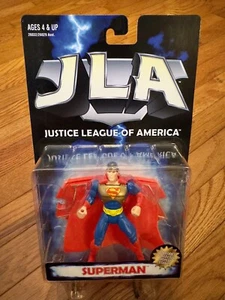 AGES 4 & UP
JLA
JUSTICE LEAGUE OF AMERICA
SUPERMAN